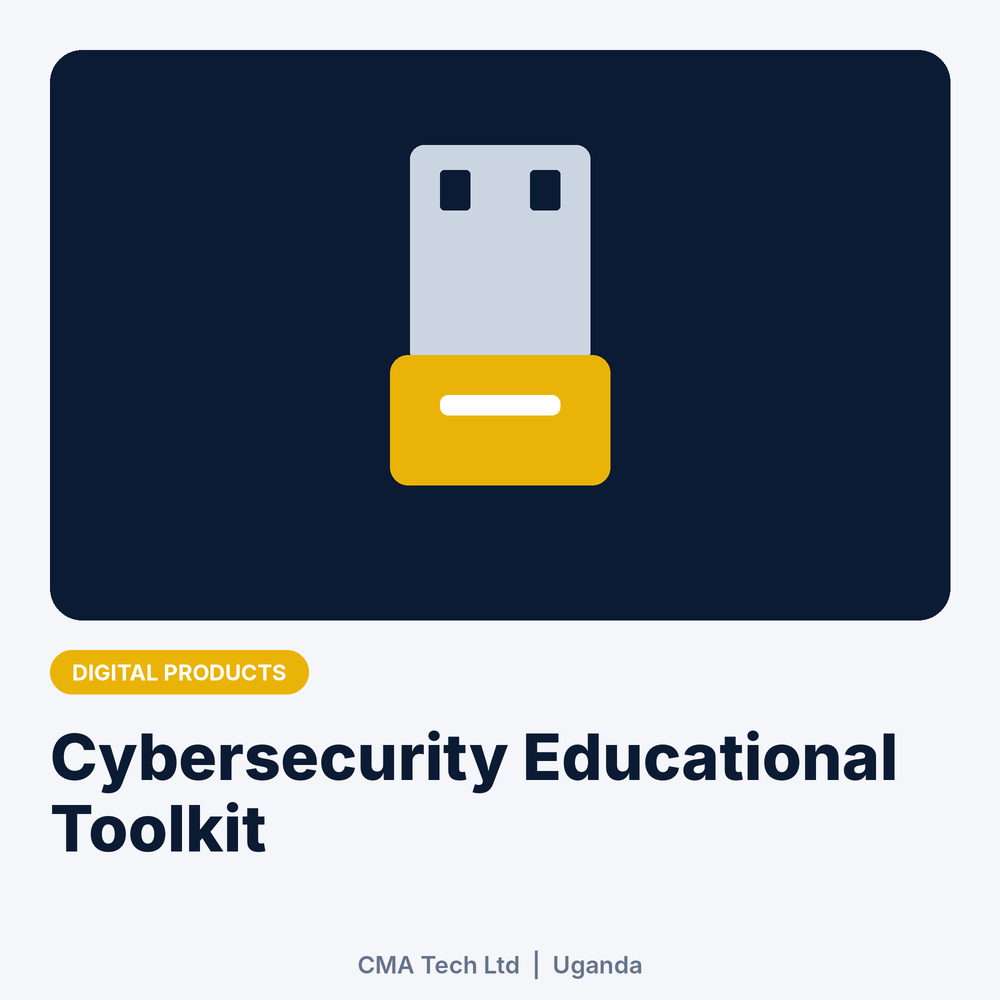 DIGITAL PRODUCTS
Cybersecurity Educational
Toolkit
CMA Tech Ltd | Uganda